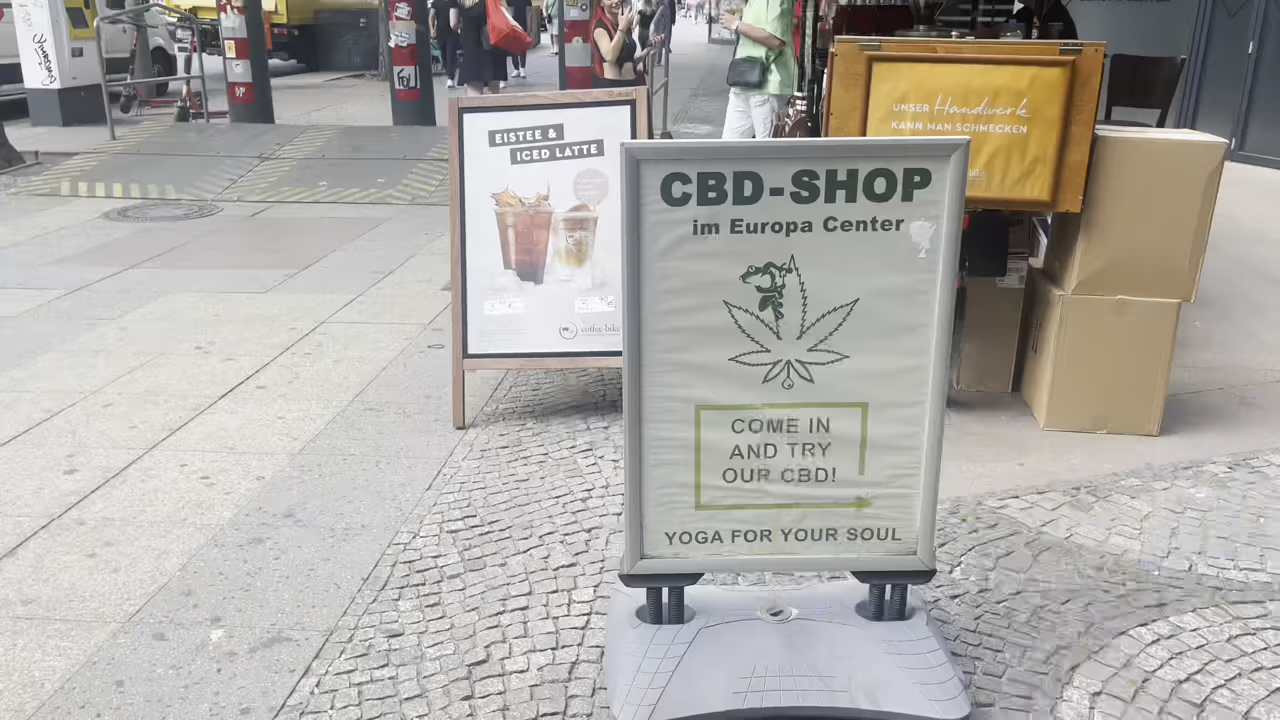 EISTEE &
ICED LATTE
coffee-bike
UNSER Handwerk
KANN MAN SCHMECKEN
CBD-SHOP
im Europa Center
COME IN
AND TRY
OUR CBD!
YOGA FOR YOUR SOUL